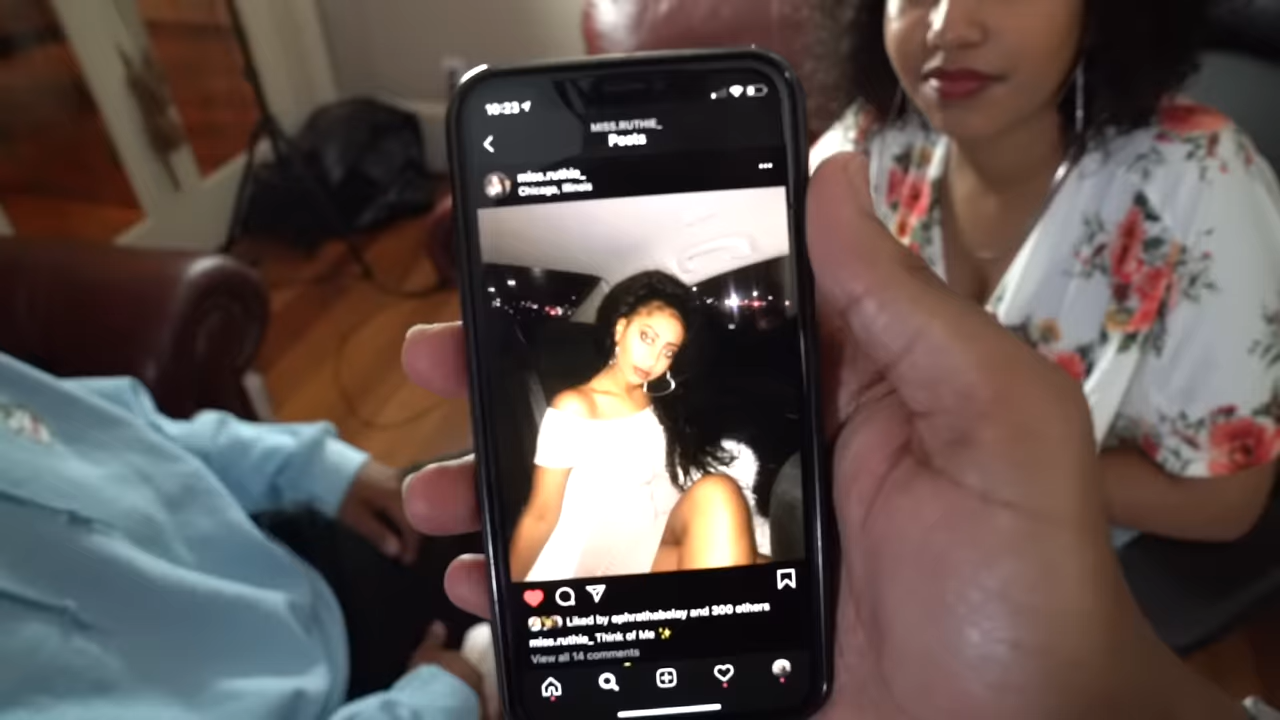 10:23
MISS.RUTHIE_
Posts
miss.ruthie_
Chicago, Illinois
Liked by ephrathabelay and 300 others
miss.ruthie_ Think of Me ✨
View all 14 comments